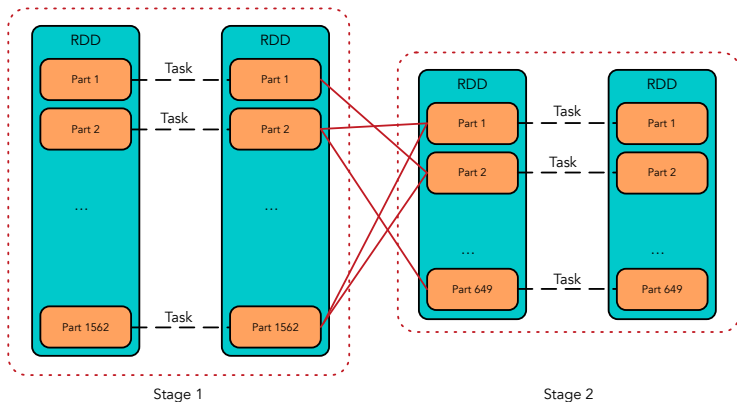 RDD
RDD
Part 1
Task
Part 1
Part 2
Task
Part 2
...
...
Part 1562
Task
Part 1562
Stage 1
RDD
RDD
Part 1
Task
Part 1
Part 2
Task
Part 2
...
...
Part 649
Task
Part 649
Stage 2